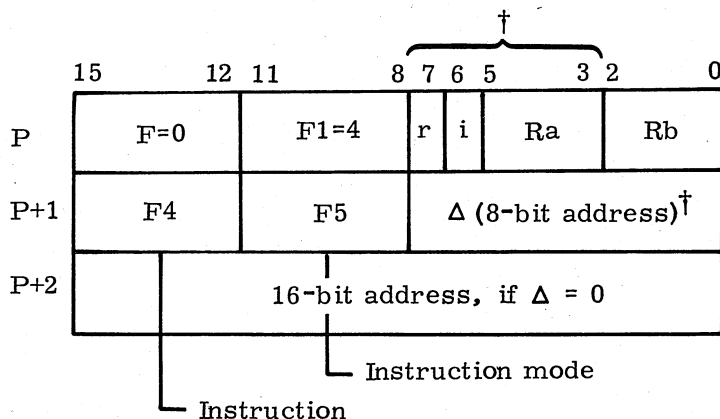 †
15 12 11 8 7 6 5 3 2 0
P F=0 F1=4 r i Ra Rb
P+1 F4 F5 Δ (8-bit address)†
P+2 16-bit address, if Δ = 0
Instruction mode
Instruction